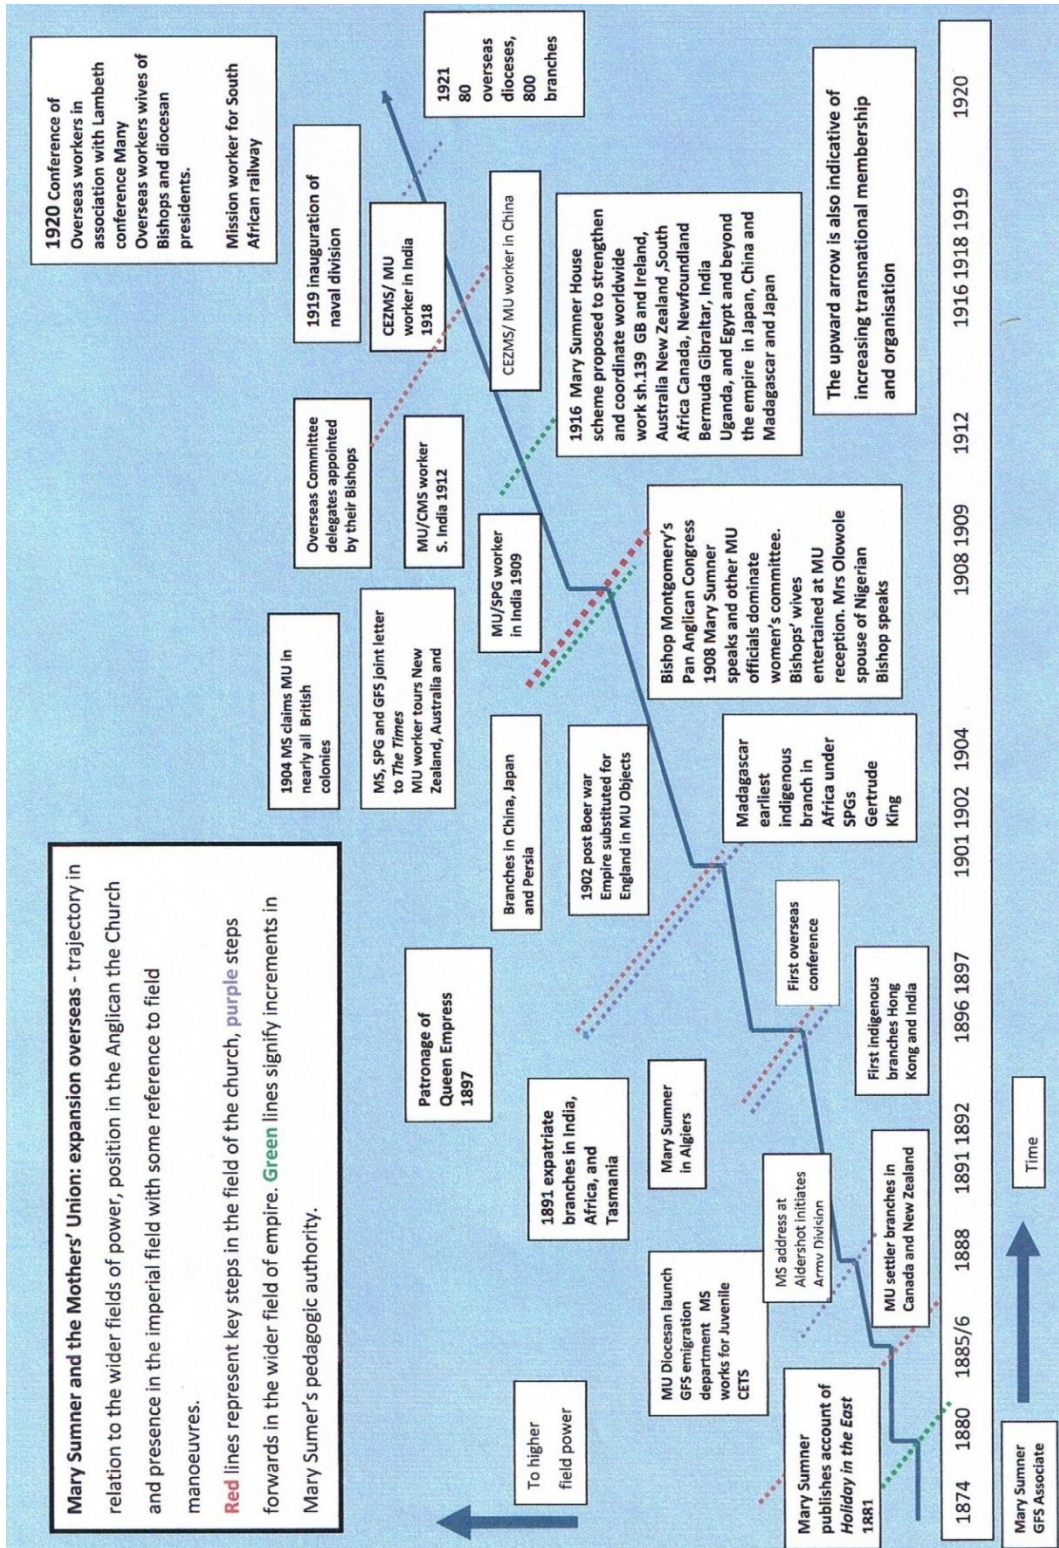 Mary Sumner and the Mothers' Union: expansion overseas - trajectory in
relation to the wider fields of power, position in the Anglican the Church
and presence in the imperial field with some reference to field
manoeuvres.
Red lines represent key steps in the field of the church, purple steps
forwards in the wider field of empire. Green lines signify increments in
Mary Sumer's pedagogic authority.
1920 Conference of
Overseas workers in
association with Lambeth
conference Many
Overseas workers wives of
Bishops and diocesan
presidents.
Mission worker for South
African railway
1904 MS claims MU in
nearly all British
colonies
Overseas Committee
delegates appointed
by their Bishops
1919 inauguration of
naval division
MS, SPG and GFS joint letter
to The Times
MU worker tours New
Zealand, Australia and
MU/CMS worker
S. India 1912
CEZMS/ MU
worker in India
1918
1921
80 overseas
dioceses,
800
branches
Patronage of
Queen Empress
1897
Branches in China, Japan
and Persia
MU/SPG worker
in India 1909
CEZMS/ MU worker in China
To higher
field power
1891 expatriate
branches in India,
Africa, and
Tasmania
1902 post Boer war
Empire substituted for
England in MU Objects
1916 Mary Sumner House
scheme proposed to strengthen
and coordinate worldwide
work sh.139 GB and Ireland,
Australia New Zealand ,South
Africa Canada, Newfoundland
Bermuda Gibraltar, India
Uganda, and Egypt and beyond
the empire in Japan, China and
Madagascar and Japan
MU Diocesan launch
GFS emigration
department MS
works for Juvenile
CETS
Mary Sumner
in Algiers
Bishop Montgomery's
Pan Anglican Congress
1908 Mary Sumner
speaks and other MU
officials dominate
women's committee.
Bishops' wives
entertained at MU
reception. Mrs Olowole
spouse of Nigerian
Bishop speaks
MS address at
Aldershot initiates
Army Division
First overseas
conference
Madagascar
earliest
indigenous
branch in
Africa under
SPGs
Gertrude
King
Mary Sumner
publishes account of
Holiday in the East
1881
MU settler branches in
Canada and New Zealand
First indigenous
branches Hong
Kong and India
The upward arrow is also indicative of
increasing transnational membership
and organisation
1874 1880 1885/6 1888 1891 1892 1896 1897 1901 1902 1904 1908 1909 1912 1916 1918 1919 1920
Mary Sumner
GFS Associate
Time